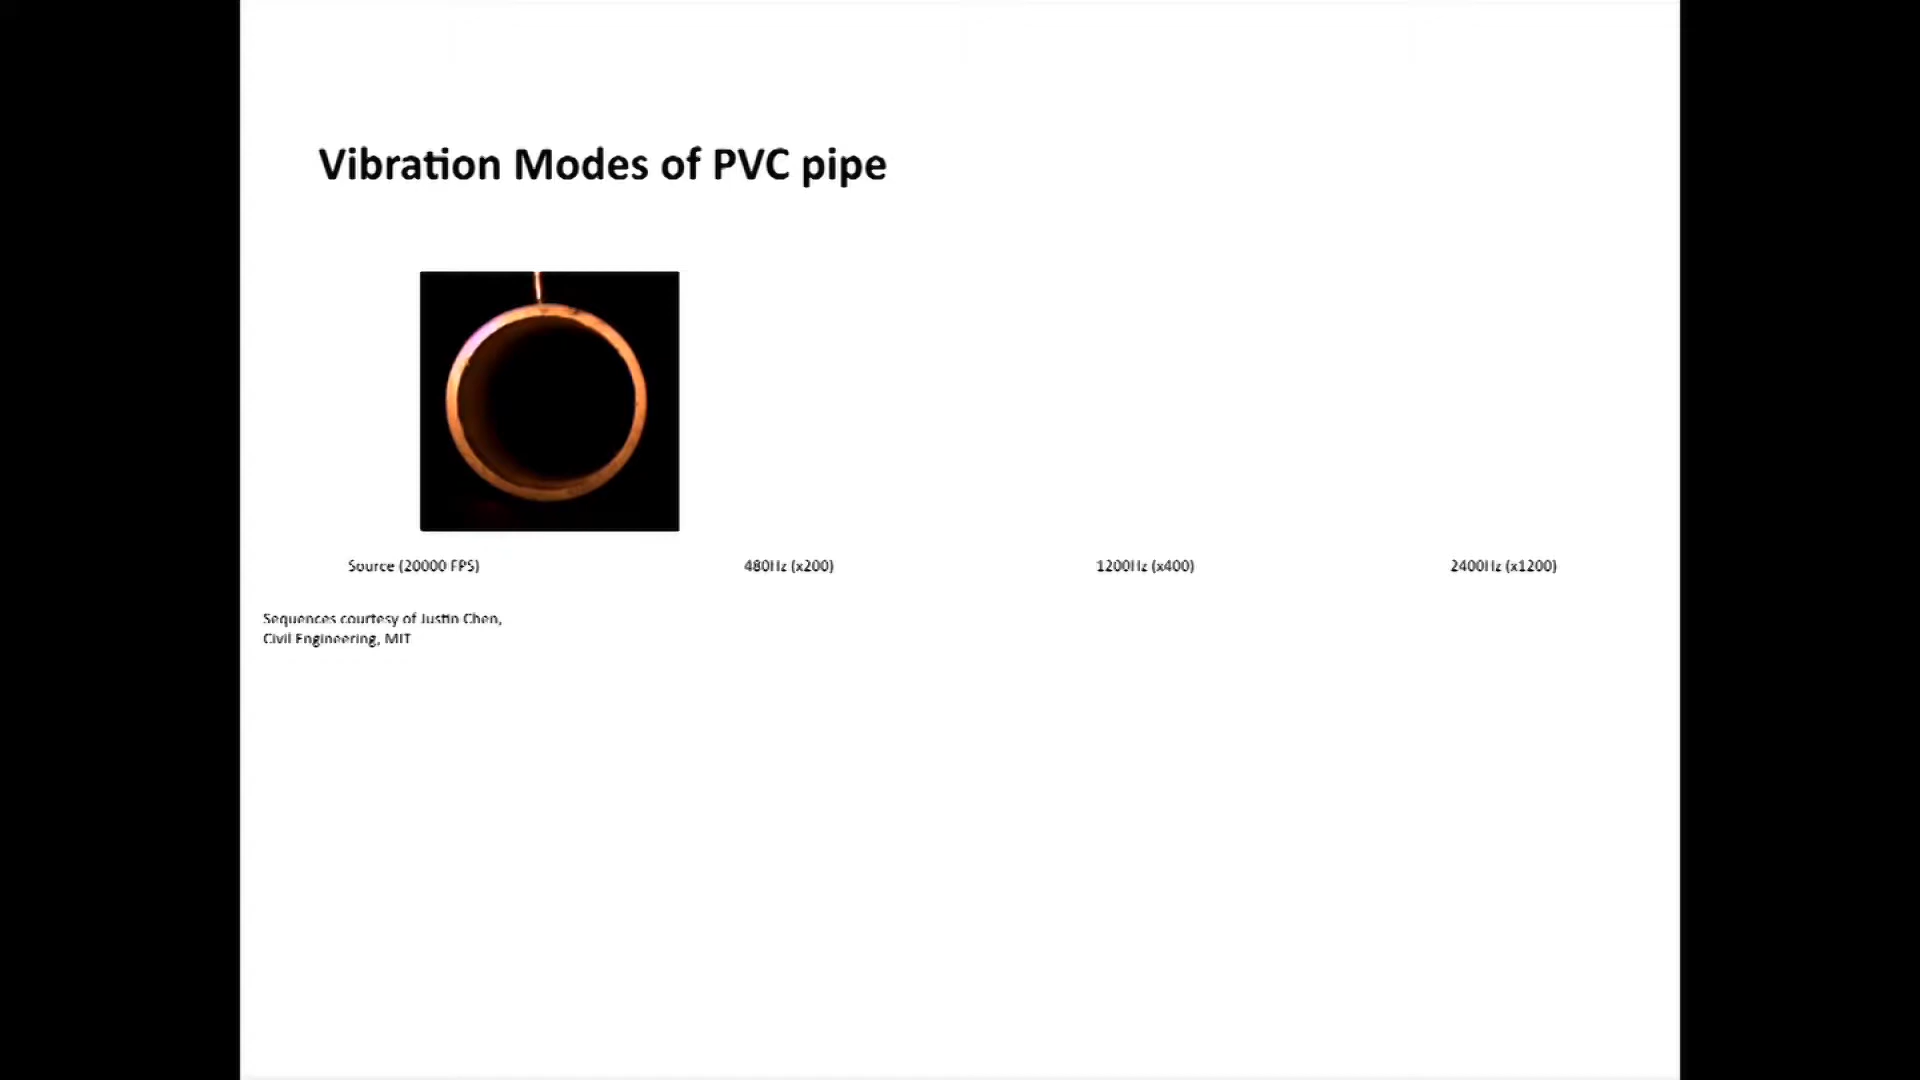 Vibration Modes of PVC pipe
Source (20000 FPS)
480Hz (x200)
1200Hz (x400)
2400Hz (x1200)
Sequences courtesy of Justin Chen,
Civil Engineering, MIT